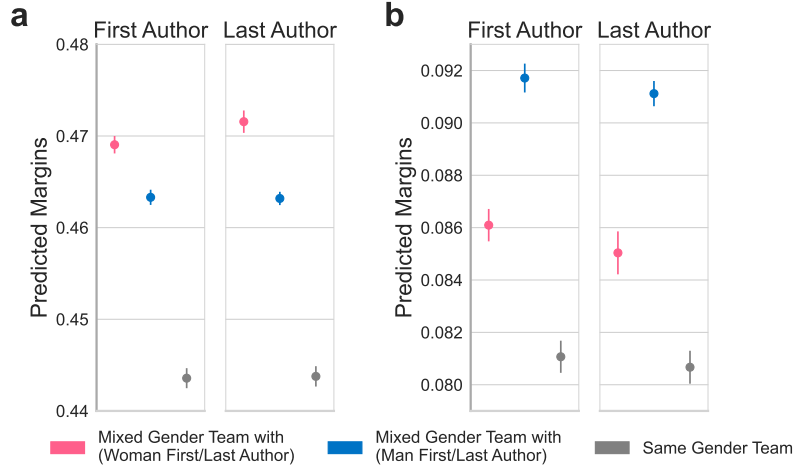 a
First Author
Last Author
0.48
0.47
0.46
0.45
0.44
Predicted Margins
b
First Author
Last Author
0.092
0.090
0.088
0.086
0.084
0.082
0.080
Predicted Margins
Mixed Gender Team with
(Woman First/Last Author)
Mixed Gender Team with
(Man First/Last Author)
Same Gender Team